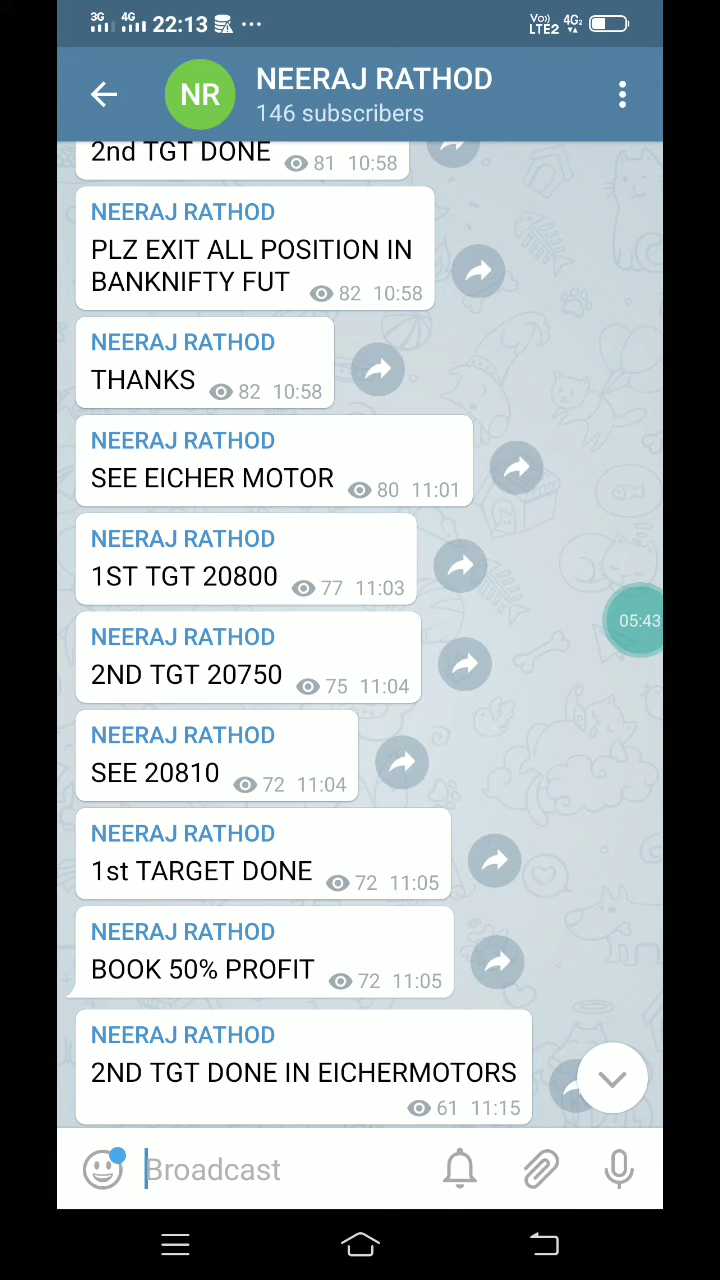 3G 4G 22:13 ...
Vo)) LTE2 4G2
NR NEERAJ RATHOD
146 subscribers
2nd TGT DONE 81 10:58
NEERAJ RATHOD
PLZ EXIT ALL POSITION IN
BANKNIFTY FUT 82 10:58
NEERAJ RATHOD
THANKS 82 10:58
NEERAJ RATHOD
SEE EICHER MOTOR 80 11:01
NEERAJ RATHOD
1ST TGT 20800 77 11:03
NEERAJ RATHOD
2ND TGT 20750 75 11:04
NEERAJ RATHOD
SEE 20810 72 11:04
NEERAJ RATHOD
1st TARGET DONE 72 11:05
NEERAJ RATHOD
BOOK 50% PROFIT 72 11:05
NEERAJ RATHOD
2ND TGT DONE IN EICHERMOTORS
61 11:15
05:43
Broadcast